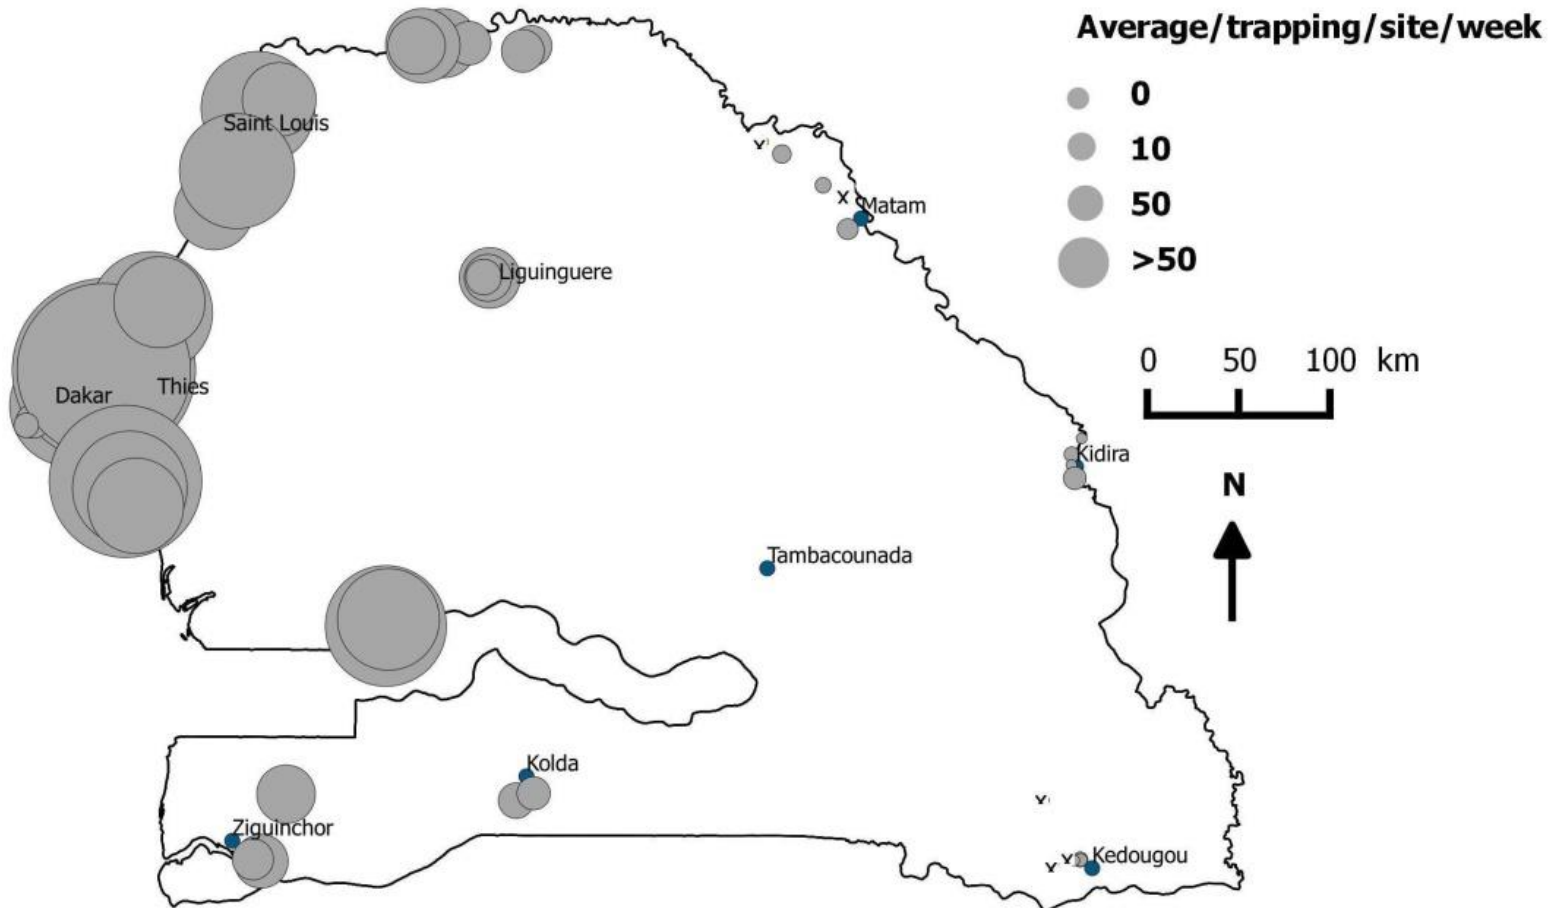 Average/trapping/site/week
0
10
50
>50
0 50 100 km
N
Saint Louis
x
x
Matam
Liguinguere
Dakar
Thies
Kidira
Tambacounada
Kolda
Ziguinchor
x
x
x
Kedougou